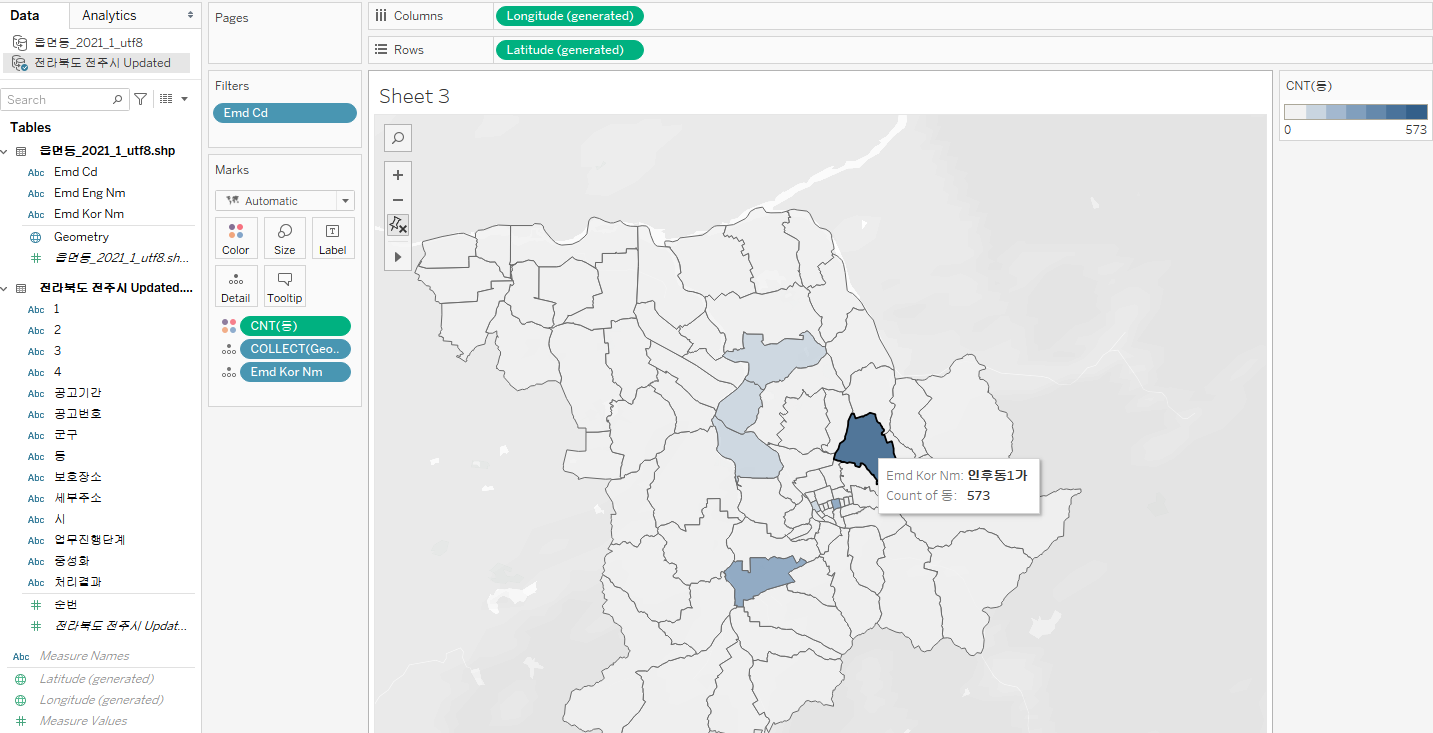 Data
Analytics
읍면동_2021_1_utf8
전라북도 전주시 Updated
Search
Tables
읍면동_2021_1_utf8.shp
Abc Emd Cd
Abc Emd Eng Nm
Abc Emd Kor Nm
Geometry
# 읍면동_2021_1_utf8.sh...
전라북도 전주시 Updated....
Abc 1
Abc 2
Abc 3
Abc 4
Abc 공고기간
Abc 공고번호
Abc 군구
Abc 동
Abc 보호장소
Abc 세부주소
Abc 시
Abc 업무진행단계
Abc 중성화
Abc 처리결과
# 순번
# 전라북도 전주시 Updat...
Abc Measure Names
Latitude (generated)
Longitude (generated)
# Measure Values
Pages
Filters
Emd Cd
Marks
Automatic
Color
Size
Label
Detail
Tooltip
CNT(동)
COLLECT(Geo..
Emd Kor Nm
Columns
Longitude (generated)
Rows
Latitude (generated)
Sheet 3
Emd Kor Nm: 인후동1가
Count of 동: 573
CNT(동)
0 573